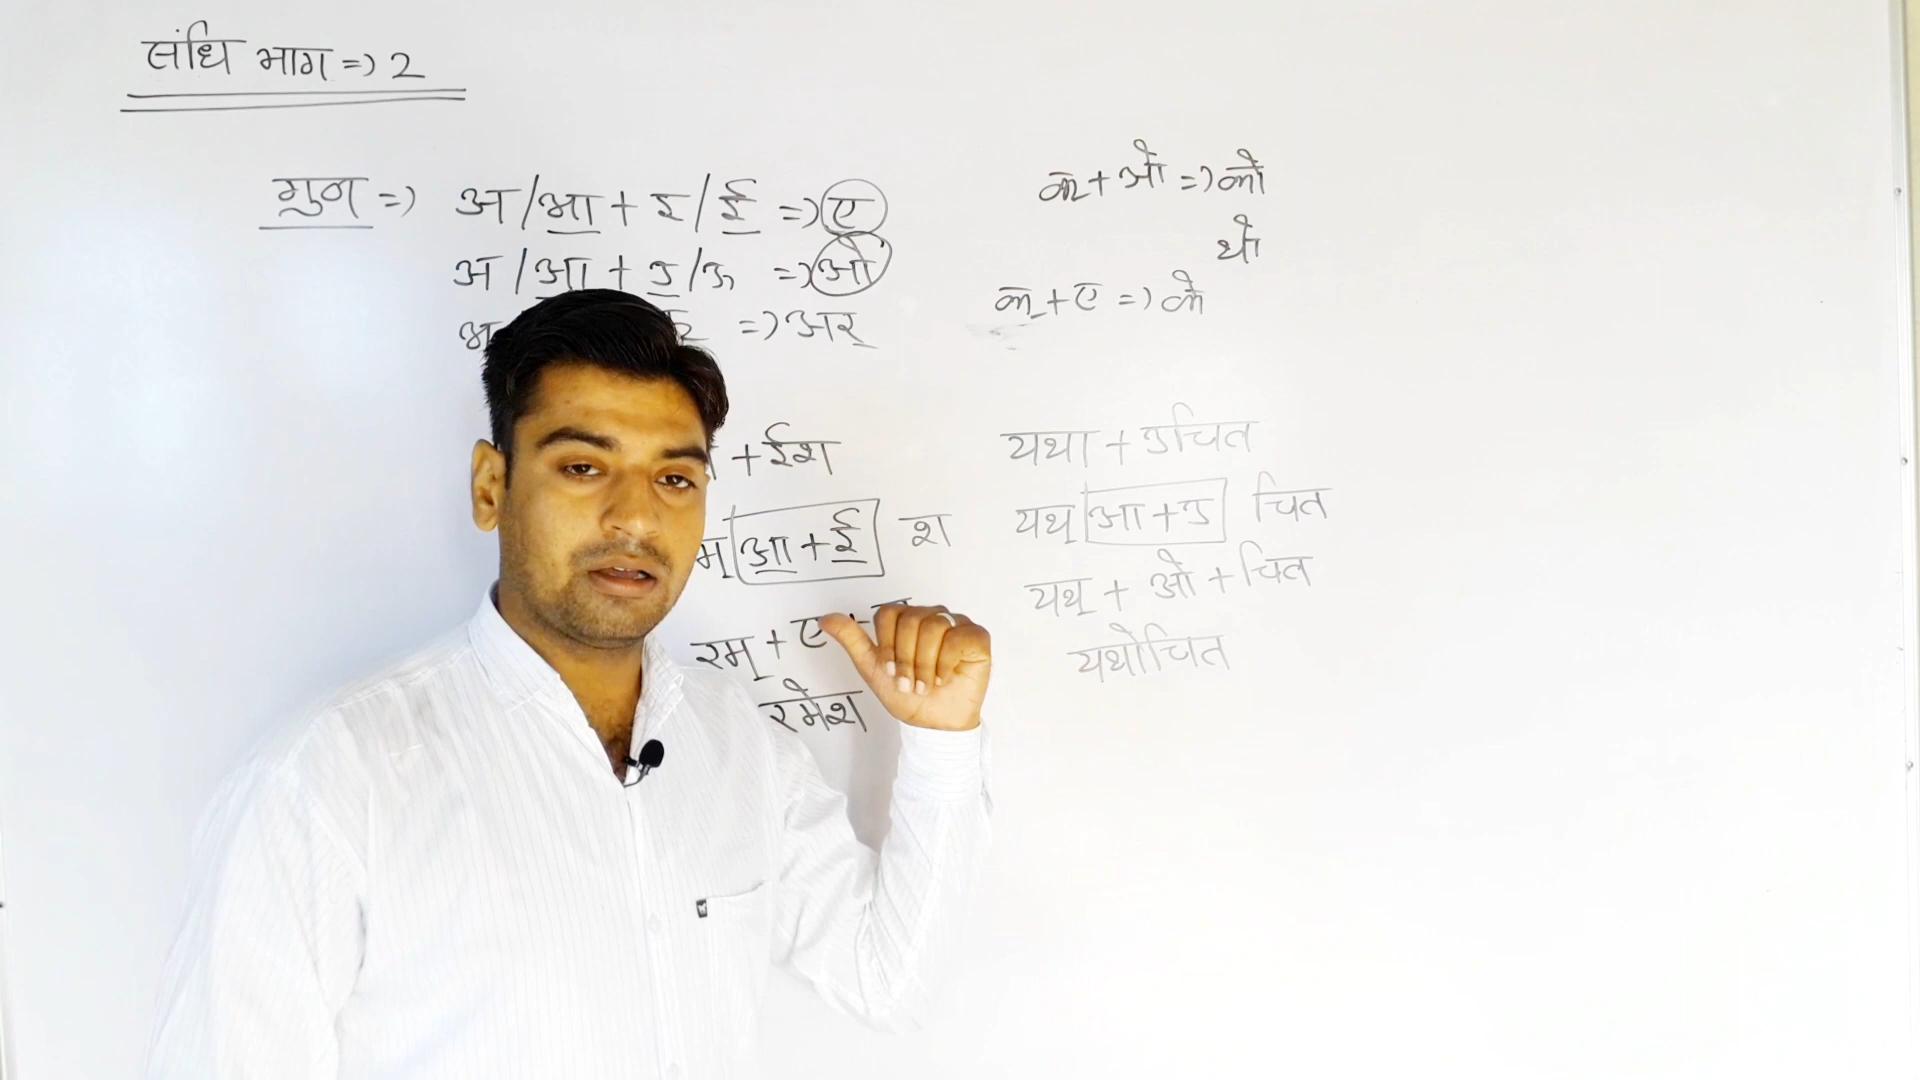 संधि भाग => 2
गुण => अ/आ + इ/ई => ए
अ/आ + उ/ऊ => ओ
=> अर्
+ ईश
म् आ + ई श
रम् + ए +
रमेश
क् + ओ => को
थो
क् + ए => के
यथा + उचित
यथ् आ + उ चित
यथ् + ओ + चित
यथोचित